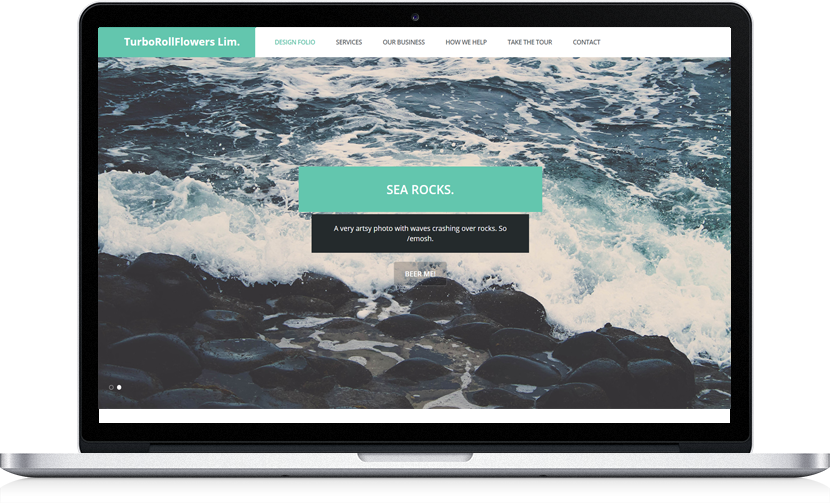 TurboRollFlowers Lim.
DESIGN FOLIO
SERVICES
OUR BUSINESS
HOW WE HELP
TAKE THE TOUR
CONTACT
SEA ROCKS.
A very artsy photo with waves crashing over rocks. So
/emosh.
BEER ME!